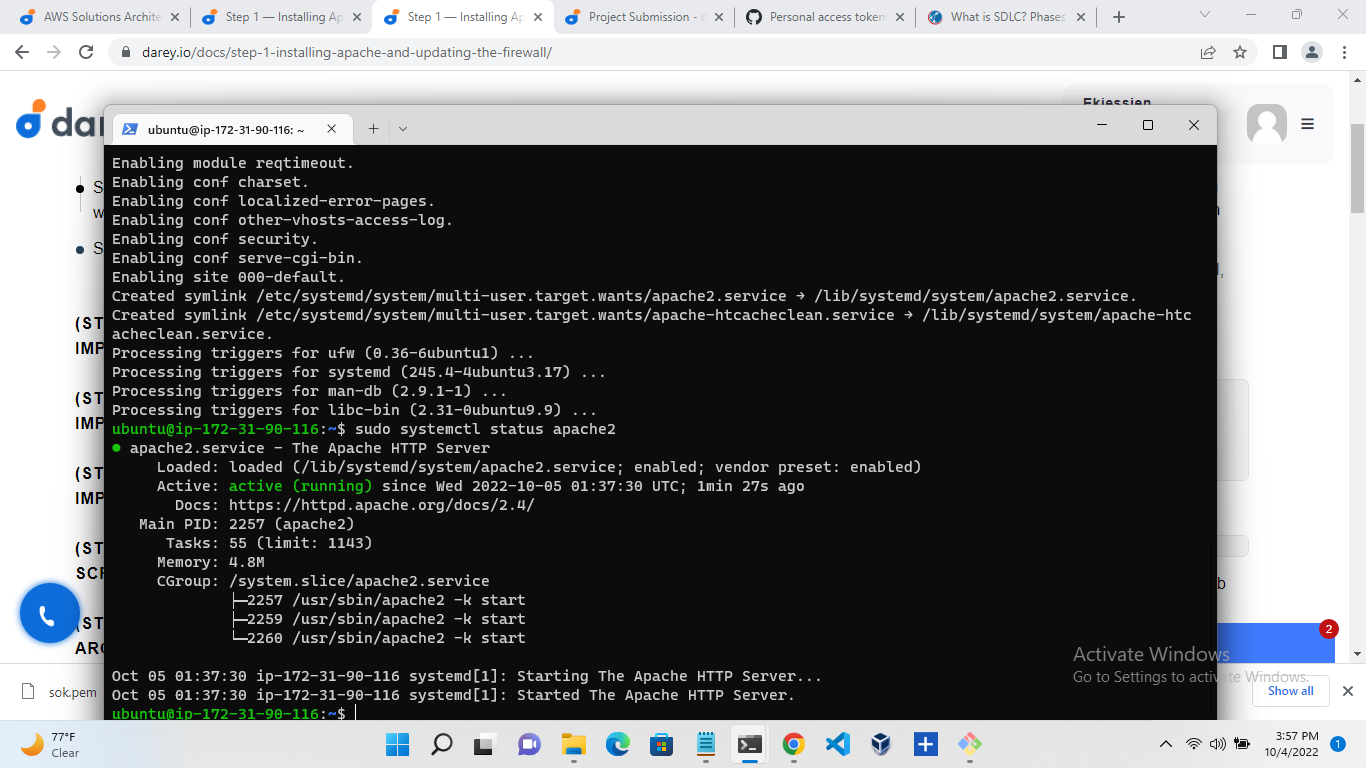 AWS Solutions Archite
Step 1 — Installing Ap
Step 1 — Installing Ap
Project Submission - d
Personal access token
What is SDLC? Phases
darey.io/docs/step-1-installing-apache-and-updating-the-firewall/
dar
Ekiessien
S
w
S
(ST
IMP
(ST
IMP
(ST
IMP
(ST
SCR
(ST
ARC
ubuntu@ip-172-31-90-116: ~
Enabling module reqtimeout.
Enabling conf charset.
Enabling conf localized-error-pages.
Enabling conf other-vhosts-access-log.
Enabling conf security.
Enabling conf serve-cgi-bin.
Enabling site 000-default.
Created symlink /etc/systemd/system/multi-user.target.wants/apache2.service → /lib/systemd/system/apache2.service.
Created symlink /etc/systemd/system/multi-user.target.wants/apache-htcacheclean.service → /lib/systemd/system/apache-htc
acheclean.service.
Processing triggers for ufw (0.36-6ubuntu1) ...
Processing triggers for systemd (245.4-4ubuntu3.17) ...
Processing triggers for man-db (2.9.1-1) ...
Processing triggers for libc-bin (2.31-0ubuntu9.9) ...
ubuntu@ip-172-31-90-116:~$ sudo systemctl status apache2
● apache2.service - The Apache HTTP Server
Loaded: loaded (/lib/systemd/system/apache2.service; enabled; vendor preset: enabled)
Active: active (running) since Wed 2022-10-05 01:37:30 UTC; 1min 27s ago
Docs: https://httpd.apache.org/docs/2.4/
Main PID: 2257 (apache2)
Tasks: 55 (limit: 1143)
Memory: 4.8M
CGroup: /system.slice/apache2.service
├─2257 /usr/sbin/apache2 -k start
├─2259 /usr/sbin/apache2 -k start
└─2260 /usr/sbin/apache2 -k start
Oct 05 01:37:30 ip-172-31-90-116 systemd[1]: Starting The Apache HTTP Server...
Oct 05 01:37:30 ip-172-31-90-116 systemd[1]: Started The Apache HTTP Server.
ubuntu@ip-172-31-90-116:~$
b
2
Activate Windows
Go to Settings to activate Windows.
sok.pem
Show all
77°F
Clear
3:57 PM
10/4/2022
1